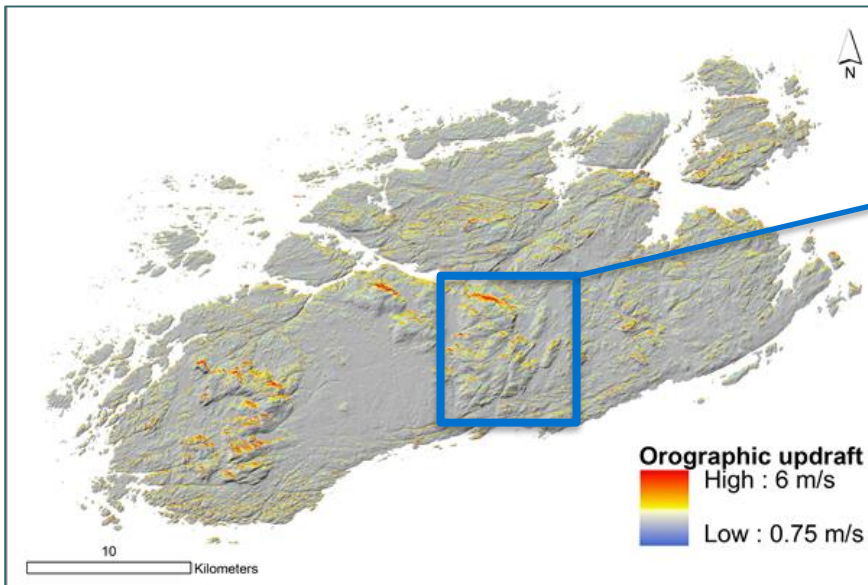 N
Orographic updraft
High : 6 m/s
Low : 0.75 m/s
10
Kilometers